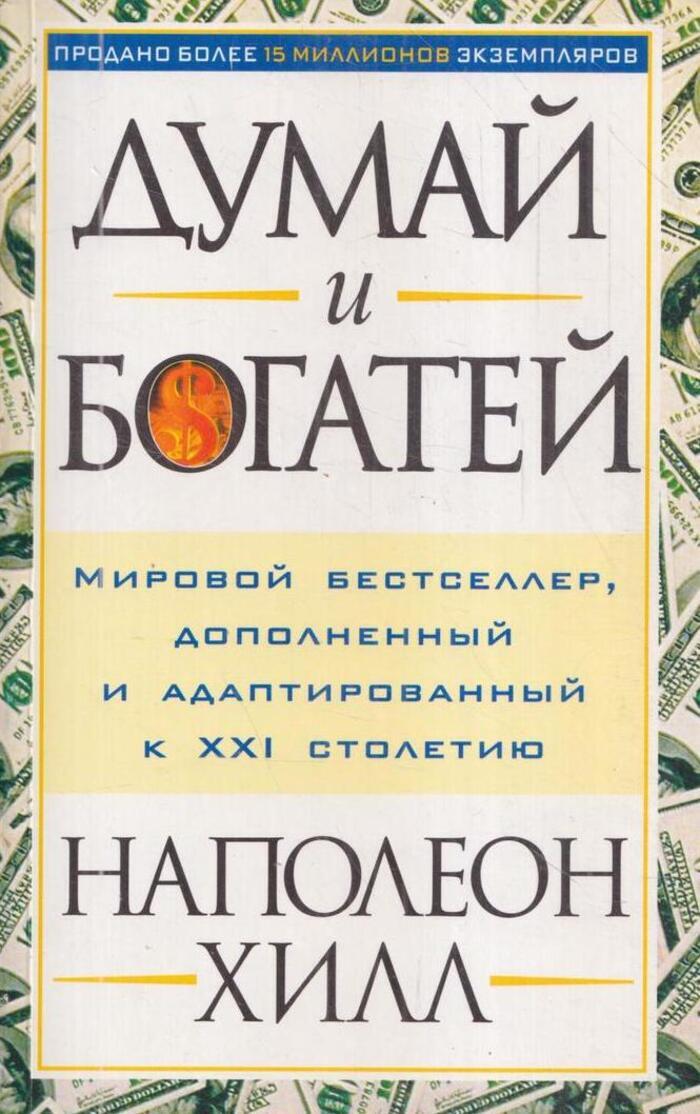 ПРОДАНО БОЛЕЕ 15 МИЛЛИОНОВ ЭКЗЕМПЛЯРОВ
ДУМАЙ
и
БОГАТЕЙ
МИРОВОЙ БЕСТСЕЛЛЕР,
ДОПОЛНЕННЫЙ
И АДАПТИРОВАННЫЙ
К XXI СТОЛЕТИЮ
НАПОЛЕОН
ХИЛЛ